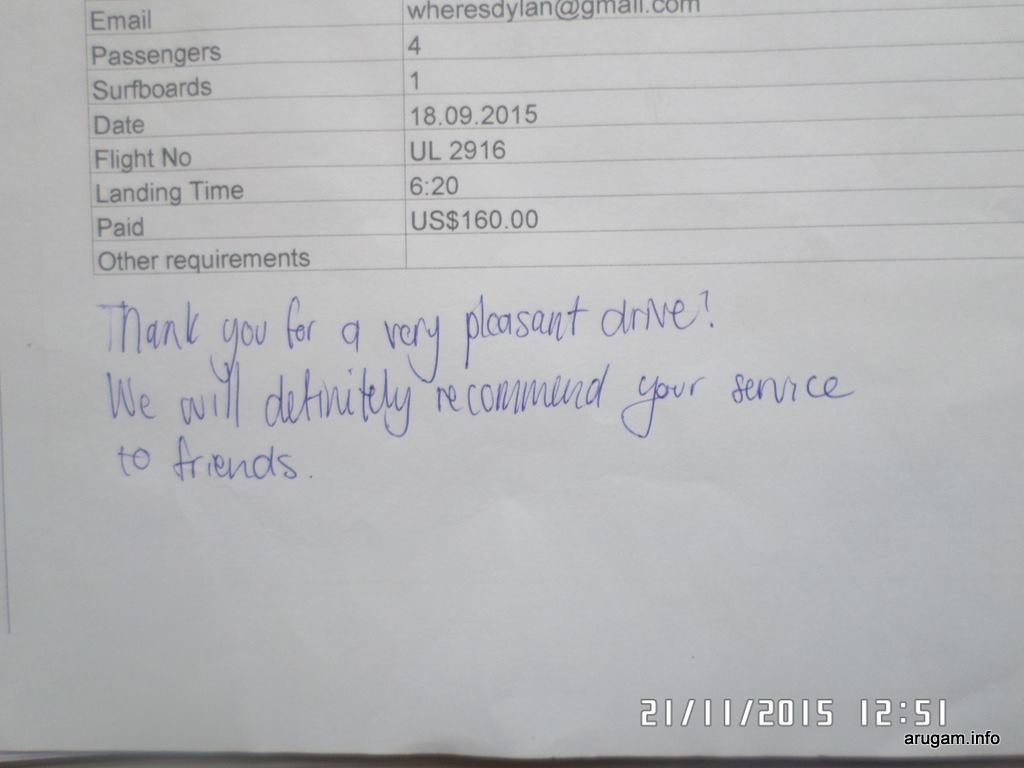 Email wheresdylan@gmail.com
Passengers 4
Surfboards 1
Date 18.09.2015
Flight No UL 2916
Landing Time 6:20
Paid US$160.00
Other requirements
Thank you for a very pleasant drive!
We will definitely recommend your service
to friends.
21/11/2015 12:51
arugam.info